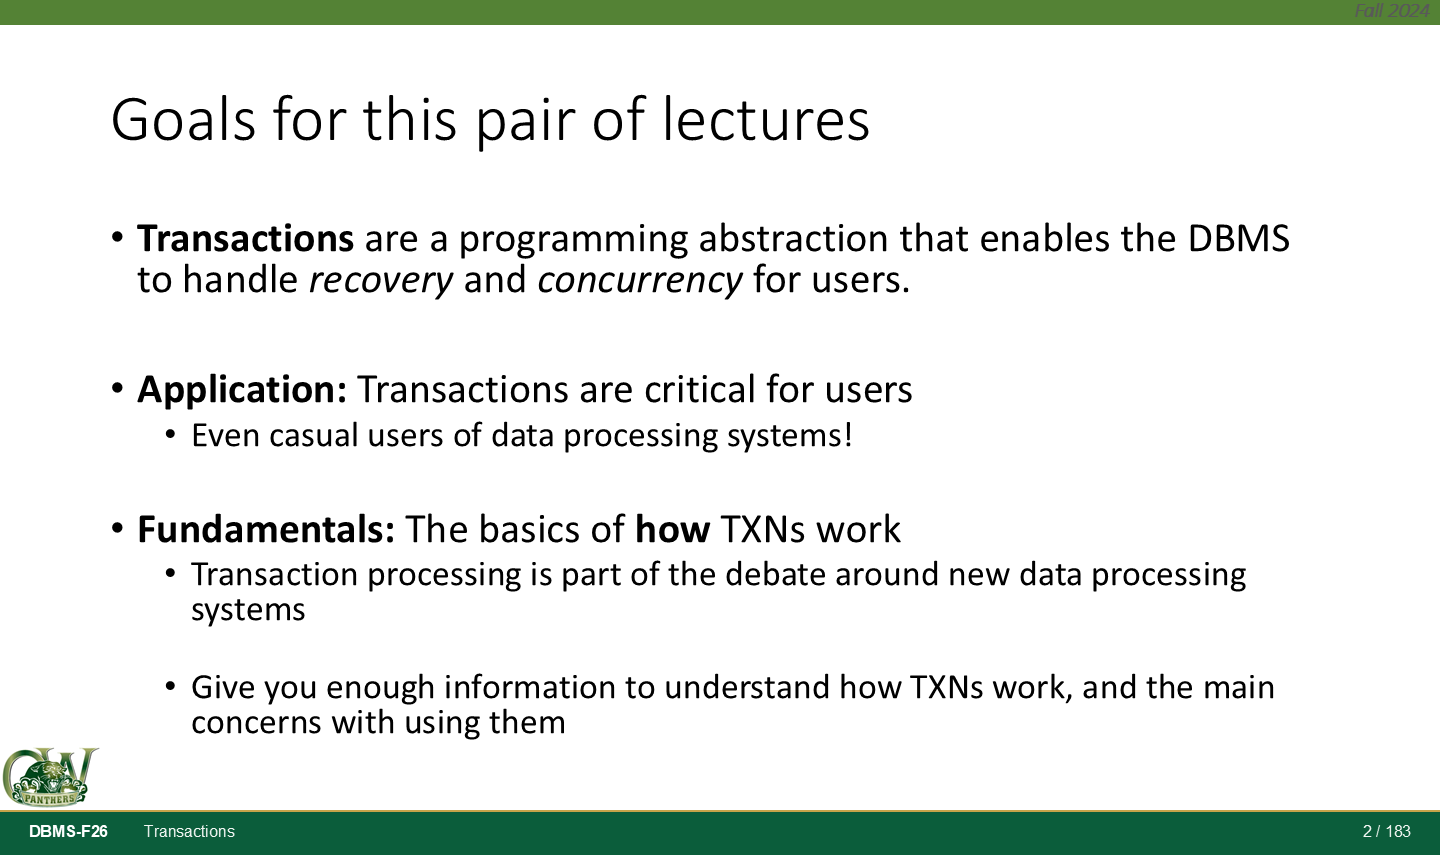 Fall 2024
Goals for this pair of lectures
• Transactions are a programming abstraction that enables the DBMS
to handle recovery and concurrency for users.
• Application: Transactions are critical for users
• Even casual users of data processing systems!
• Fundamentals: The basics of how TXNs work
• Transaction processing is part of the debate around new data processing
systems
• Give you enough information to understand how TXNs work, and the main
concerns with using them
OW
PANTHERS
DBMS-F26 Transactions 2 / 183